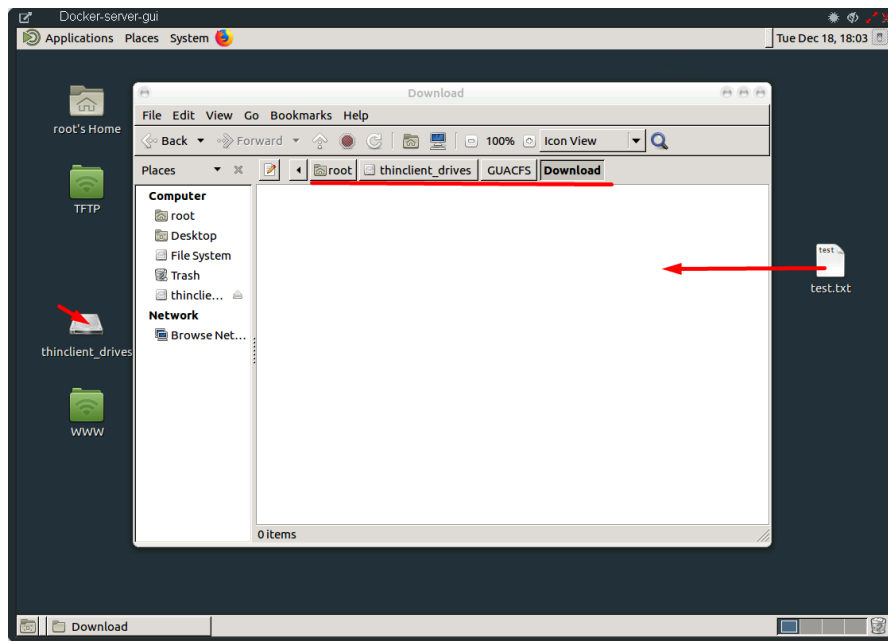 Docker-server-gui
Applications Places System Tue Dec 18, 18:03
root's Home
TFTP
thinclient_drives
WWW
Download
File Edit View Go Bookmarks Help
Back Forward 100% Icon View
Places root thinclient_drives GUACFS Download
Computer
root
Desktop
File System
Trash
thinclie...
Network
Browse Net...
0 items
test
test.txt
Download